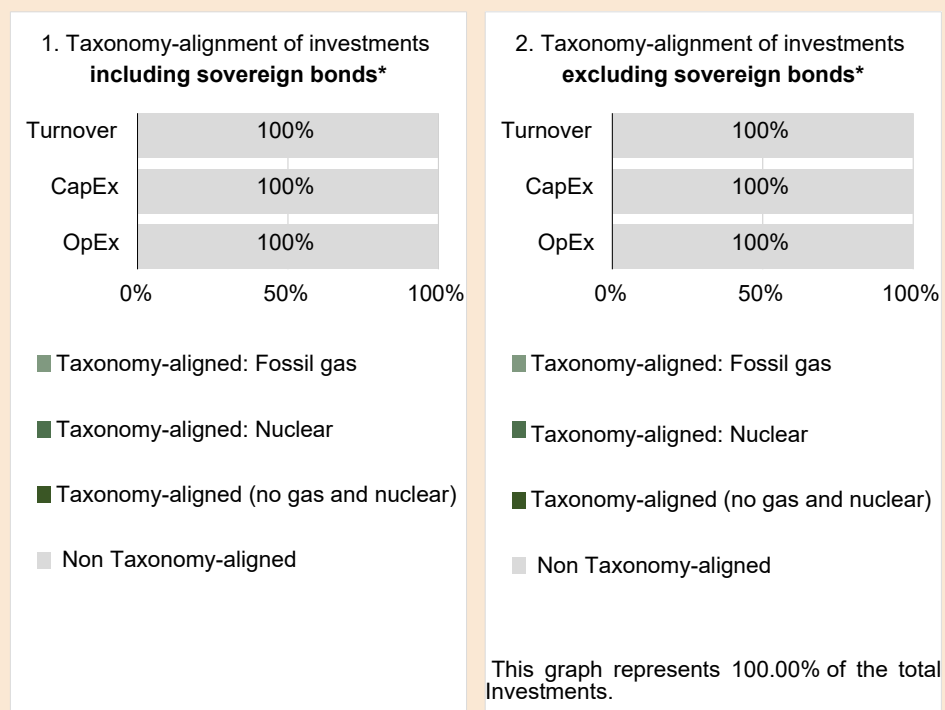 1. Taxonomy-alignment of investments
including sovereign bonds*
Turnover 100%
CapEx 100%
OpEx 100%
0% 50% 100%
Taxonomy-aligned: Fossil gas
Taxonomy-aligned: Nuclear
Taxonomy-aligned (no gas and nuclear)
Non Taxonomy-aligned
2. Taxonomy-alignment of investments
excluding sovereign bonds*
Turnover 100%
CapEx 100%
OpEx 100%
0% 50% 100%
Taxonomy-aligned: Fossil gas
Taxonomy-aligned: Nuclear
Taxonomy-aligned (no gas and nuclear)
Non Taxonomy-aligned
This graph represents 100.00% of the total
Investments.